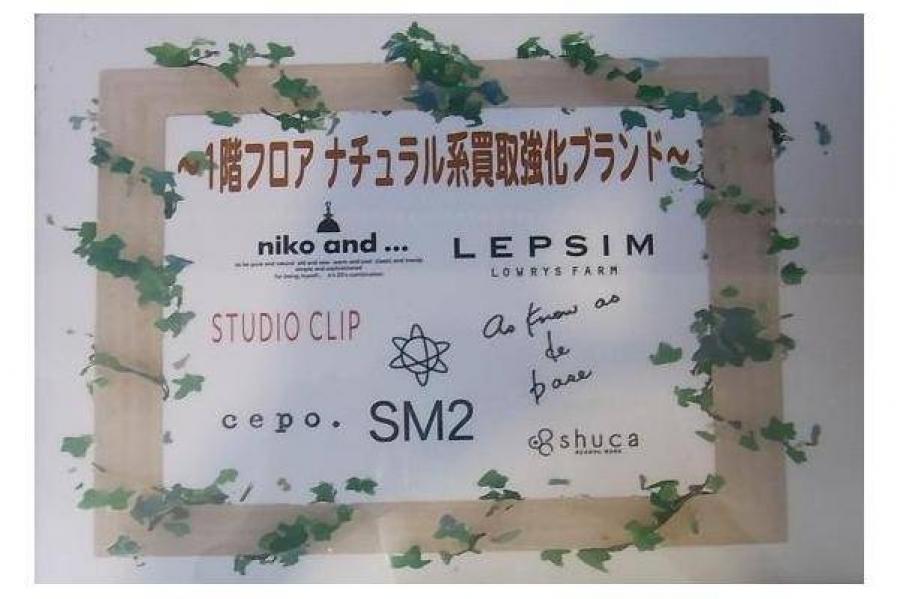 ～1階フロア ナチュラル系買取強化ブランド～
niko and ...
LEPSIM
LOWRYS FARM
STUDIO CLIP
As know as
de
base
cepo.
SM2
shuca